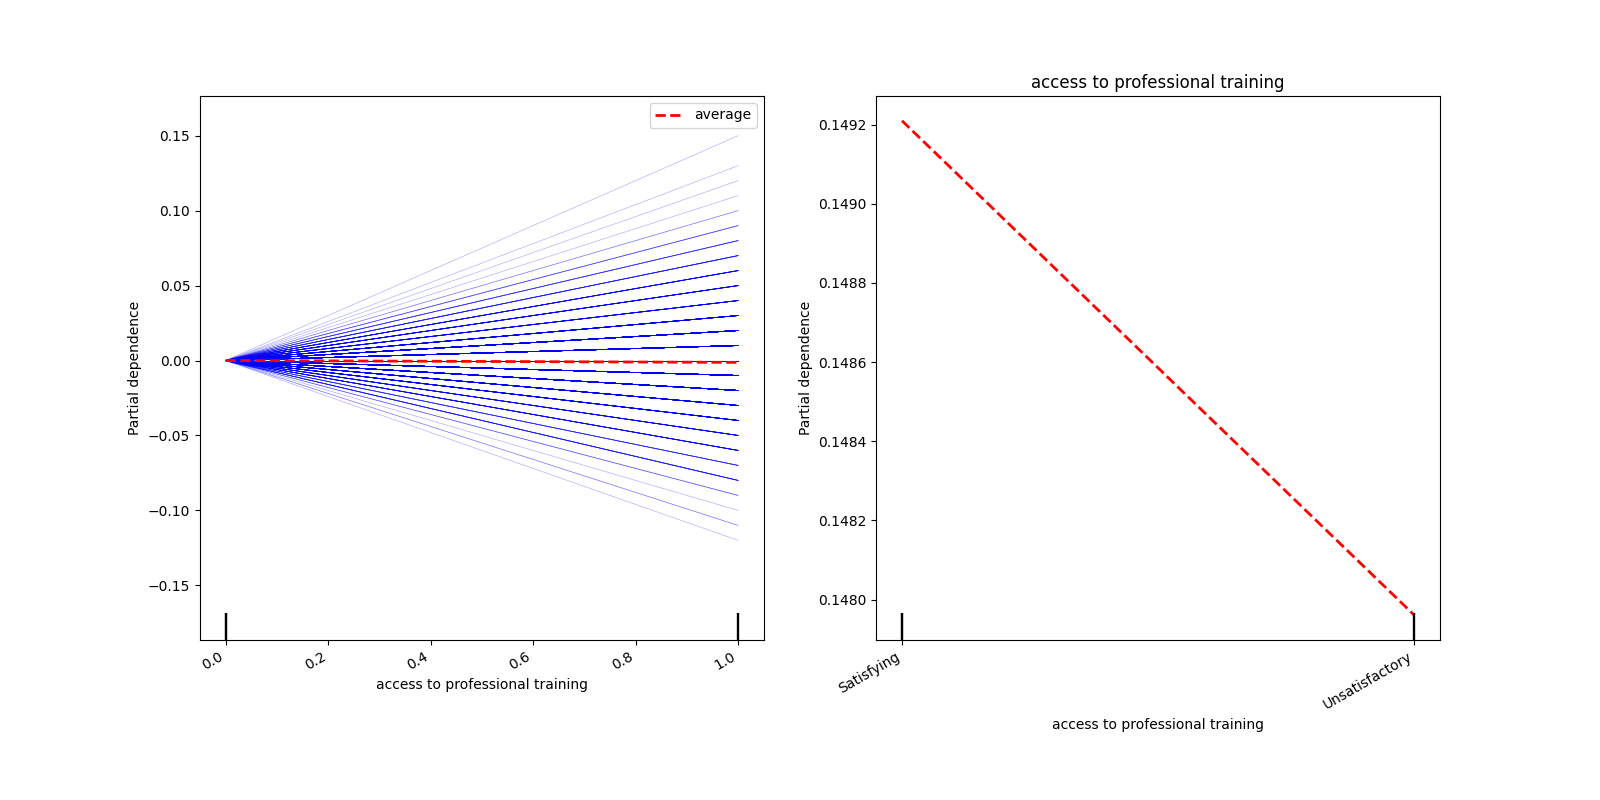 average
0.15
0.10
0.05
0.00
−0.05
−0.10
−0.15
Partial dependence
0.0
0.2
0.4
0.6
0.8
1.0
access to professional training
access to professional training
0.1492
0.1490
0.1488
0.1486
0.1484
0.1482
0.1480
Partial dependence
Satisfying
Unsatisfactory
access to professional training